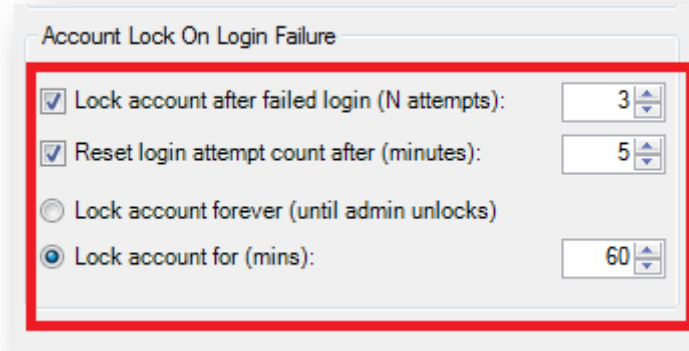 Account Lock On Login Failure
Lock account after failed login (N attempts): 3
Reset login attempt count after (minutes): 5
Lock account forever (until admin unlocks)
Lock account for (mins): 60